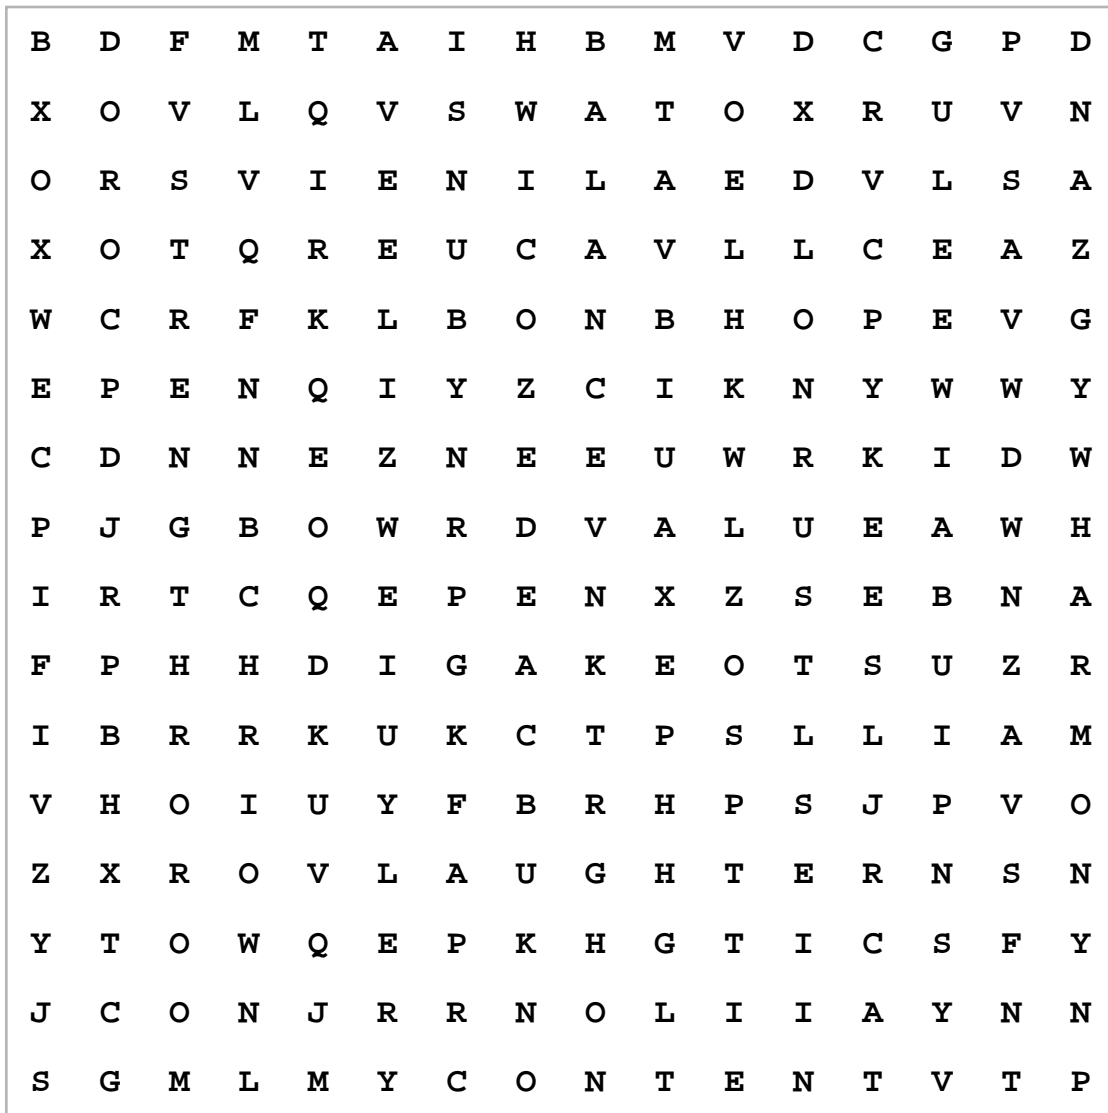 B D F M T A I H B M V D C G P D
X O V L Q V S W A T O X R U V N
O R S V I E N I L A E D V L S A
X O T Q R E U C A V L L C E A Z
W C R F K L B O N B H O P E V G
E P E N Q I Y Z C I K N Y W W Y
C D N N E Z N E E U W R K I D W
P J G B O W R D V A L U E A W H
I R T C Q E P E N X Z S E B N A
F P H H D I G A K E O T S U Z R
I B R R K U K C T P S L L I A M
V H O I U Y F B R H P S J P V O
Z X R O V L A U G H T E R N S N
Y T O W Q E P K H G T I C S F Y
J C O N J R R N O L I I A Y N N
S G M L M Y C O N T E N T V T P